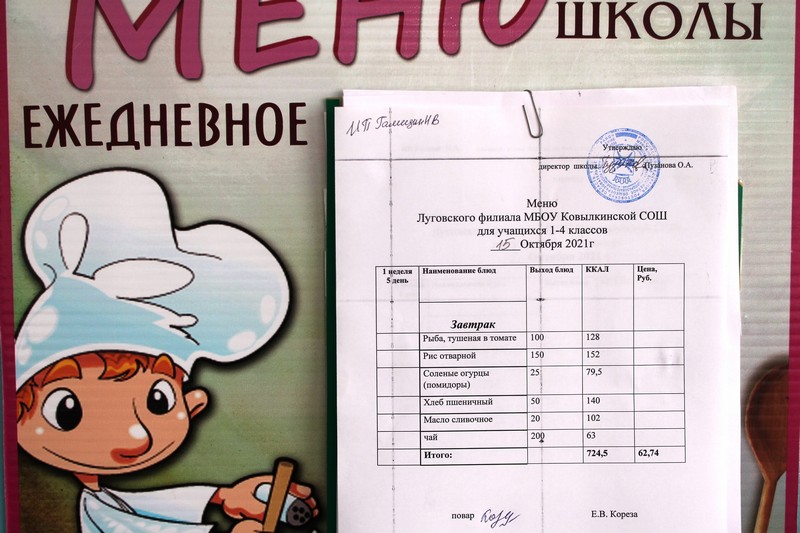 МЕНЮ
ШКОЛЫ
ЕЖЕДНЕВНОЕ
ИП
Утверждаю
директор школы Пузанова О.А.
Меню
Луговского филиала МБОУ Ковылкинской СОШ
для учащихся 1-4 классов
15 Октября 2021г
1 неделя 5 день Наименование блюд Выход блюд ККАЛ Цена, Руб.
Завтрак
Рыба, тушеная в томате 100 128
Рис отварной 150 152
Соленые огурцы 25 79,5
(помидоры)
Хлеб пшеничный 50 140
Масло сливочное 20 102
чай 200 63
Итого: 724,5 62,74
повар Е.В. Кореза